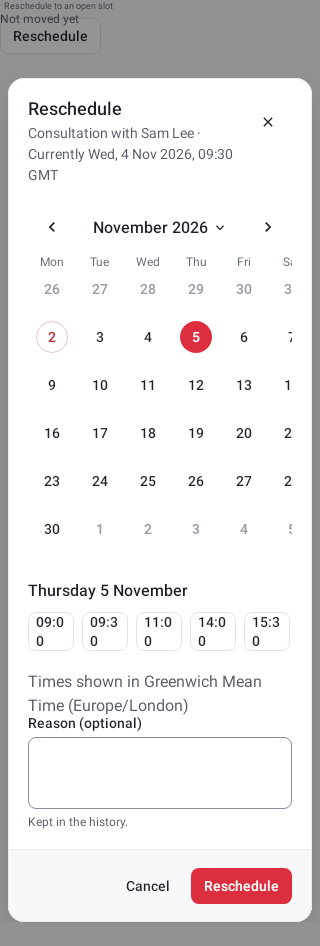 Reschedule to an open slot
Not moved yet
Reschedule
Reschedule
Consultation with Sam Lee ·
Currently Wed, 4 Nov 2026, 09:30
GMT
November 2026
Mon Tue Wed Thu Fri
26 27 28 29 30
2 3 4 5 6
9 10 11 12 13
16 17 18 19 20
23 24 25 26 27
30 1 2 3 4
Thursday 5 November
09:0 09:3 11:0 14:0 15:3
0 0 0 0 0
Times shown in Greenwich Mean
Time (Europe/London)
Reason (optional)
Kept in the history.
Cancel Reschedule